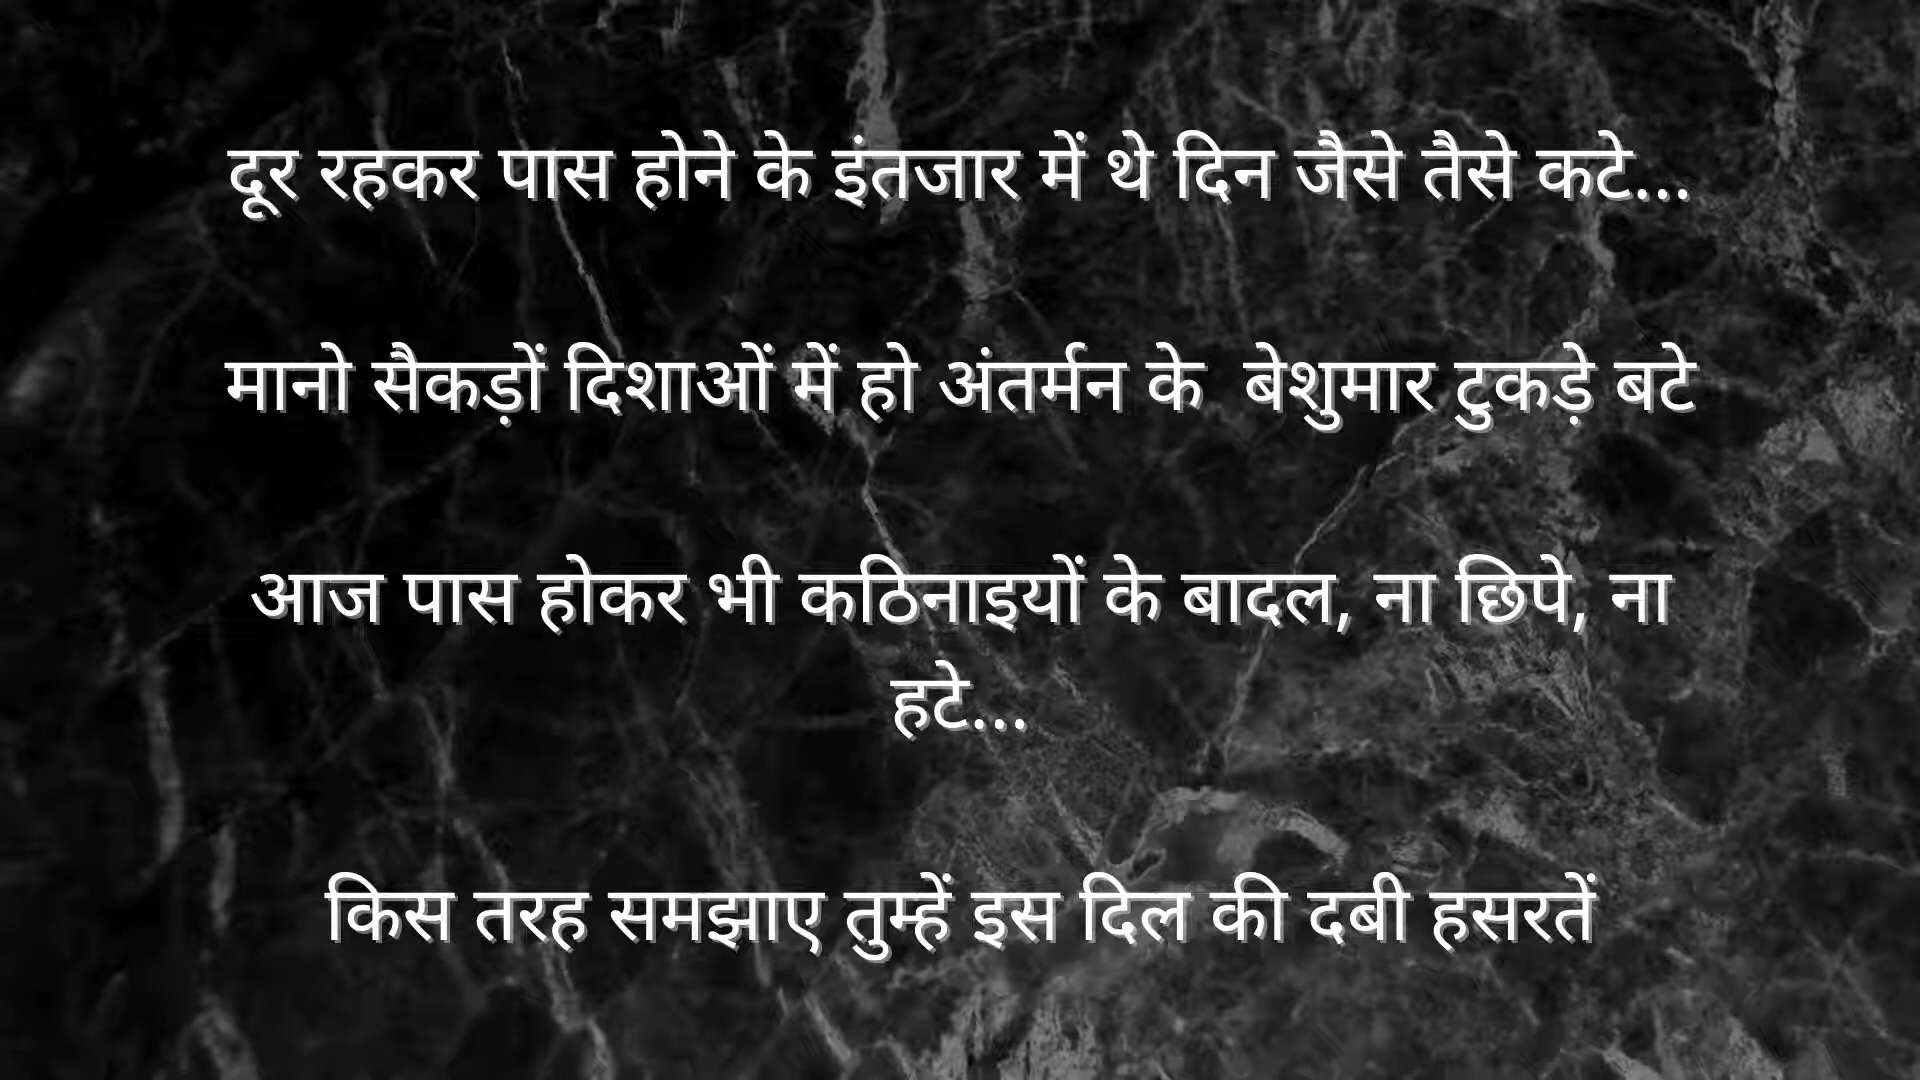 दूर रहकर पास होने के इंतजार में थे दिन जैसे तैसे कटे...
मानो सैकड़ों दिशाओं में हो अंतर्मन के  बेशुमार टुकड़े बटे
आज पास होकर भी कठिनाइयों के बादल, ना छिपे, ना
हटे...
किस तरह समझाए तुम्हें इस दिल की दबी हसरतें